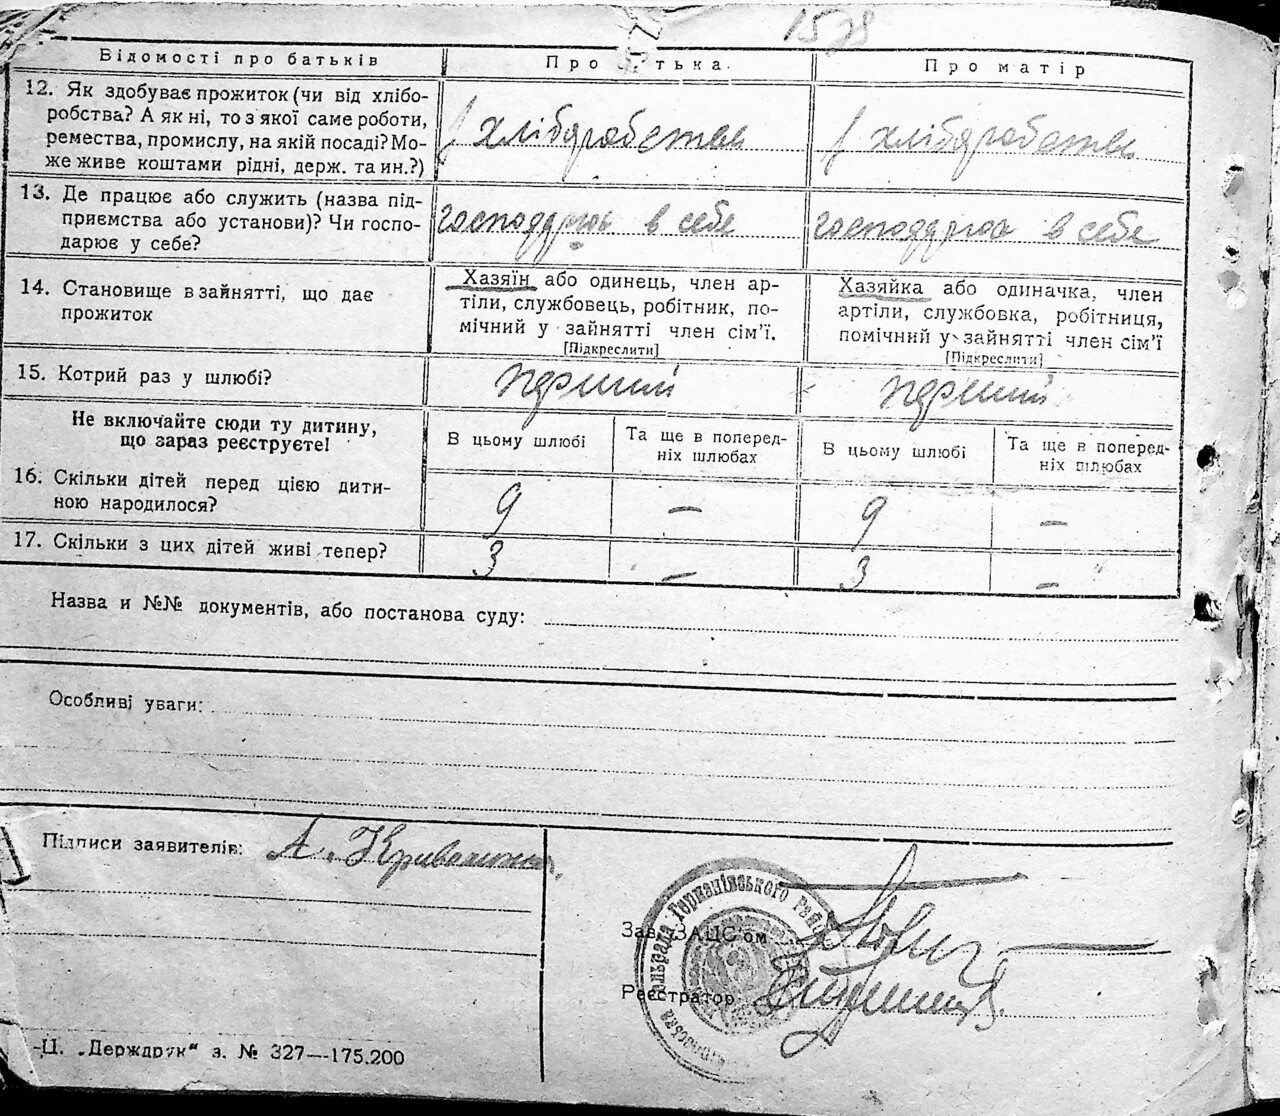 1578
Відомості про батьків
Про б тька
Про матір
12. Як здобуває прожиток (чи від хлібо-
робства? А як ні, то з якої саме роботи,
ремества, промислу, на якій посаді? Мо-
же живе коштами рідні, держ. та ин.?)
хліборобства
хліборобства
13. Де працює або служить (назва під-
приємства або установи)? Чи госпо-
дарює у себе?
господарює в себе
господарює в себе
14. Становище в зайнятті, що дає
прожиток
Хазяїн або одинець, член ар-
тіли, службовець, робітник, по-
мічний у зайнятті член сім'ї.
[Підкреслити]
Хазяйка або одиначка, член
артіли, службовка, робітниця,
помічний у зайнятті член сім'ї
[Підкреслити]
15. Котрий раз у шлюбі?
перший
перший
Не включайте сюди ту дитину,
що зараз реєструєте!
В цьому шлюбі
Та ще в поперед-
ніх шлюбах
В цьому шлюбі
Та ще в поперед-
ніх шлюбах
16. Скільки дітей перед цією дити-
ною народилося?
9
—
9
—
17. Скільки з цих дітей живі тепер?
3
—
3
—
Назва и №№ документів, або постанова суду:
Особливі уваги:
Підписи заявителів:
А.
Германівського Рай
Зав. ЗАЦС'ом
Реєстратор
Ц. „Держдрук" з. № 327—175.200